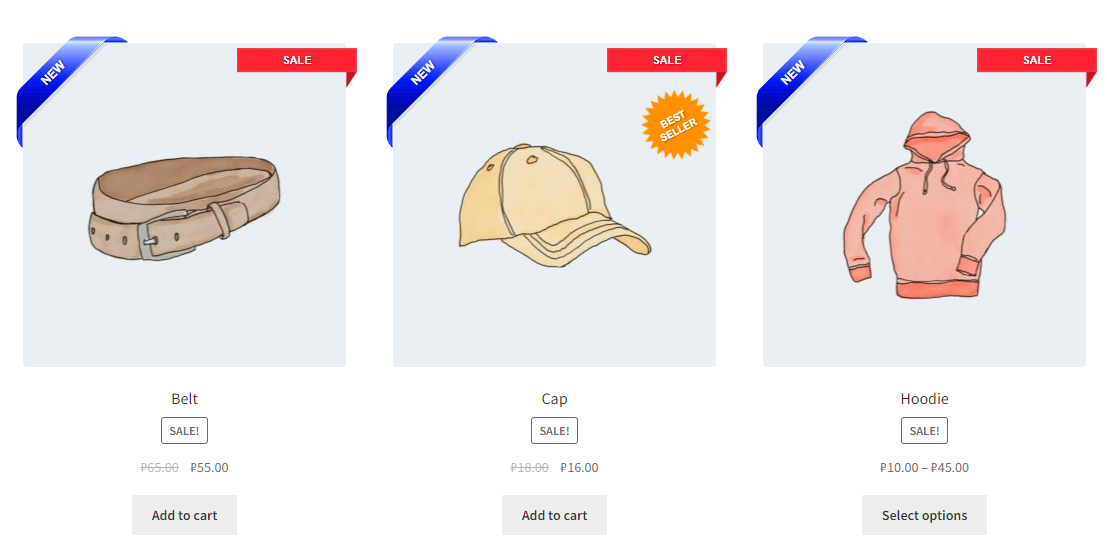 NEW
SALE
NEW
SALE
BEST
SELLER
NEW
SALE
Belt
SALE!
₽65.00 ₽55.00
Add to cart
Cap
SALE!
₽18.00 ₽16.00
Add to cart
Hoodie
SALE!
₽10.00 – ₽45.00
Select options